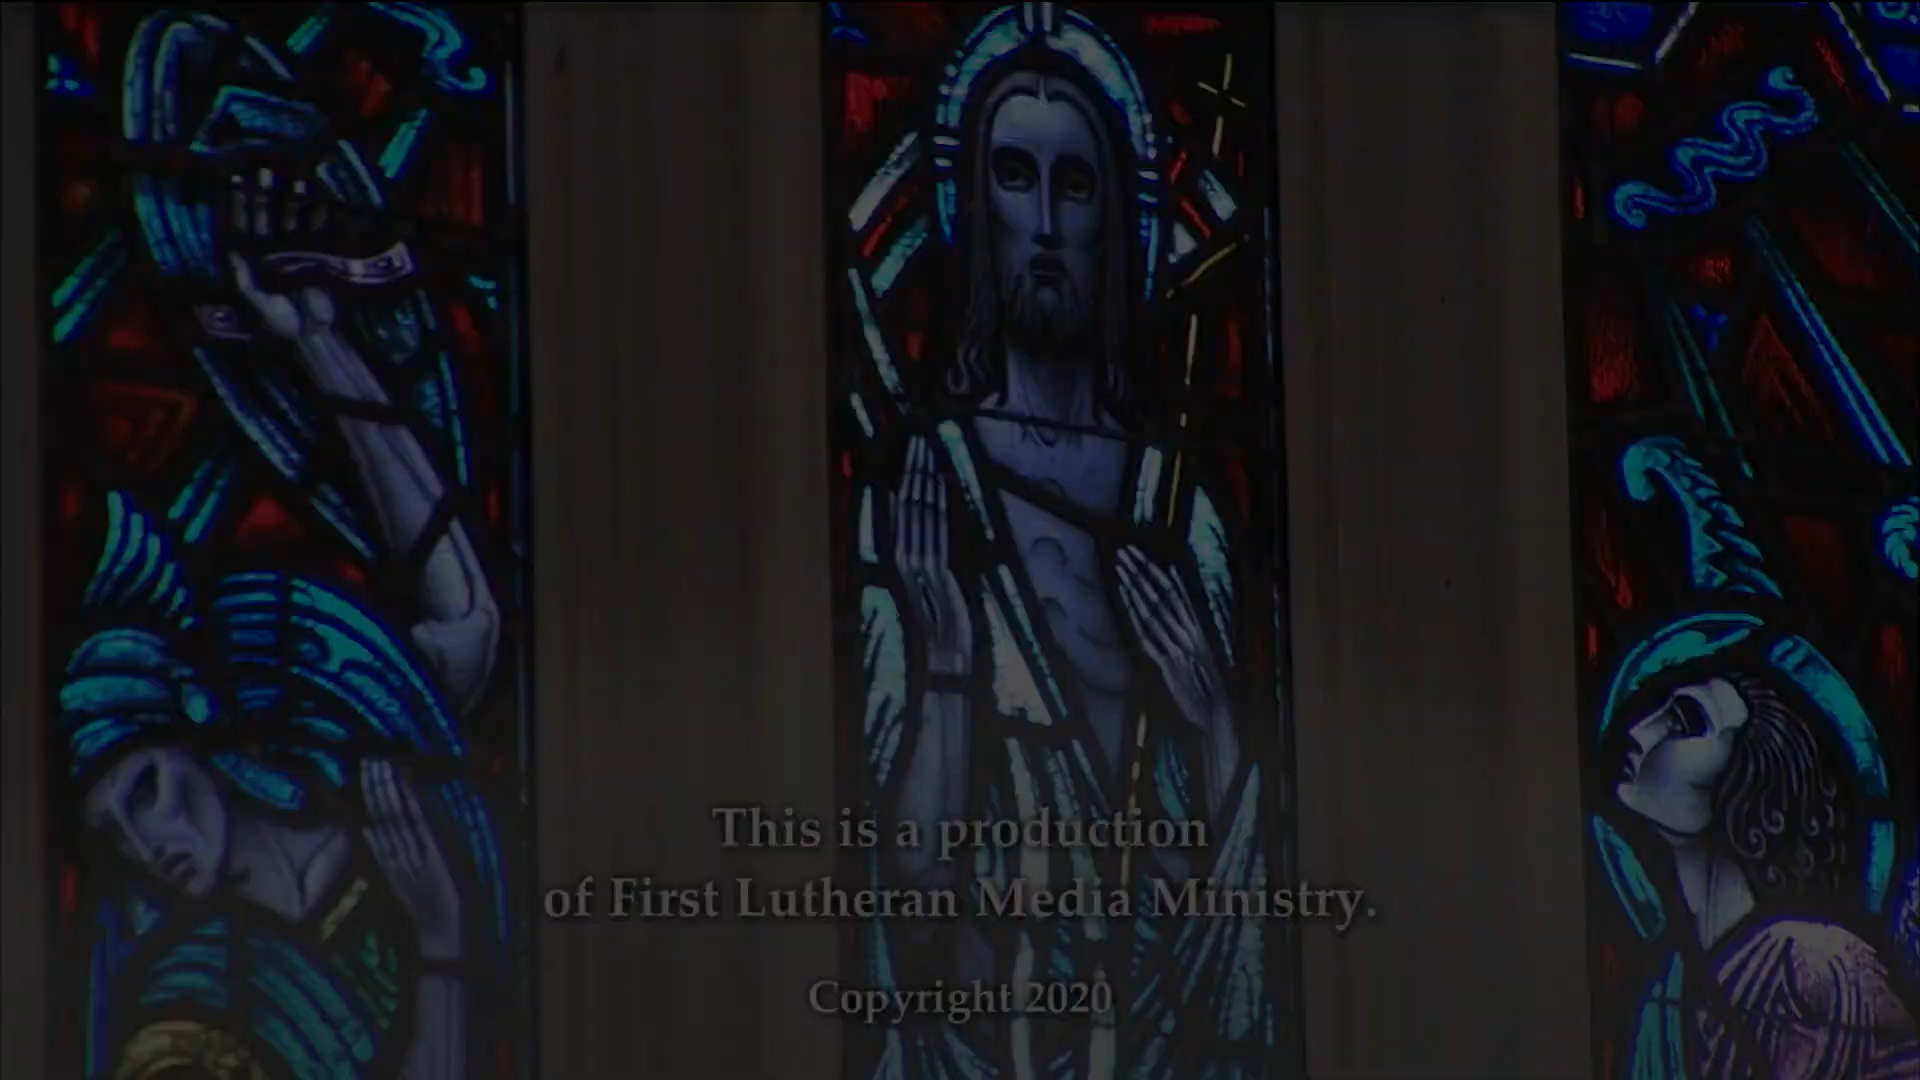 This is a production
of First Lutheran Media Ministry.
Copyright 2020